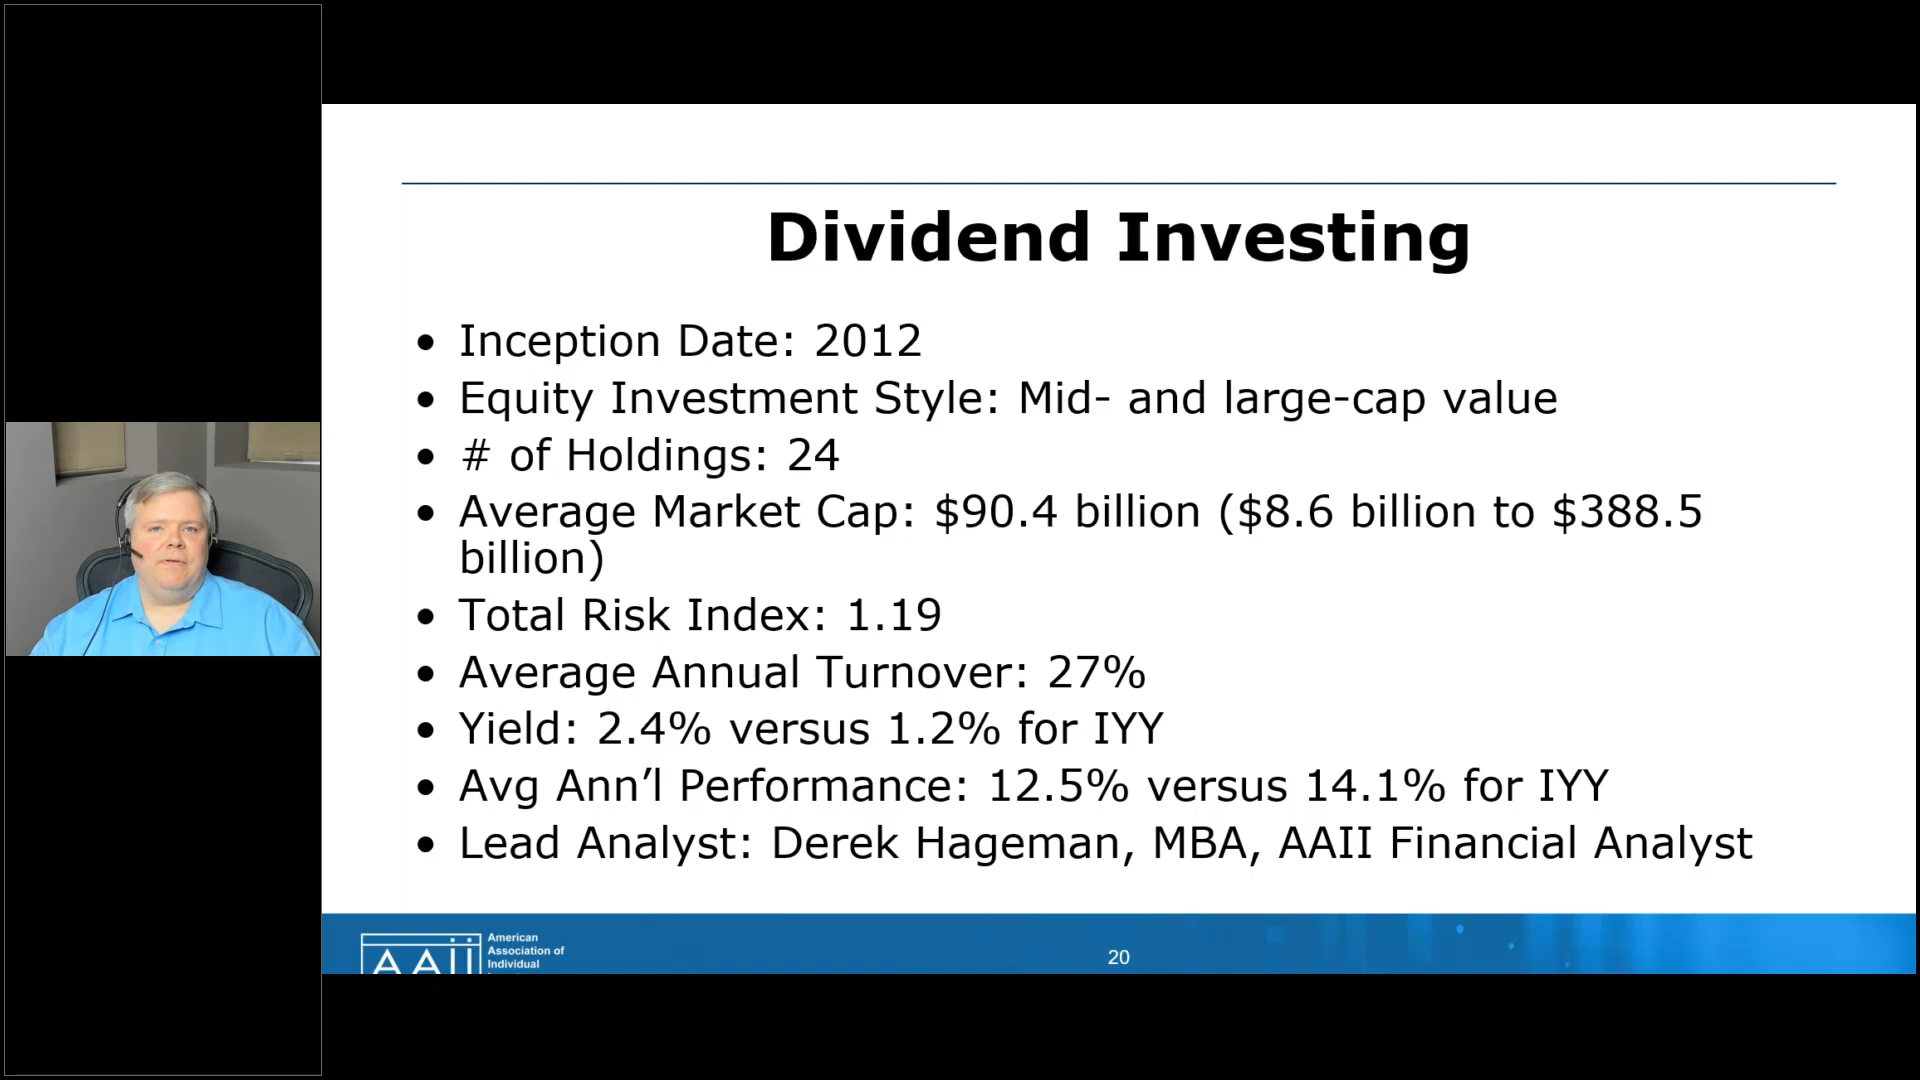 Dividend Investing
• Inception Date: 2012
• Equity Investment Style: Mid- and large-cap value
• # of Holdings: 24
• Average Market Cap: $90.4 billion ($8.6 billion to $388.5
billion)
• Total Risk Index: 1.19
• Average Annual Turnover: 27%
• Yield: 2.4% versus 1.2% for IYY
• Avg Ann’l Performance: 12.5% versus 14.1% for IYY
• Lead Analyst: Derek Hageman, MBA, AAII Financial Analyst
AAII
American
Association of
Individual
20